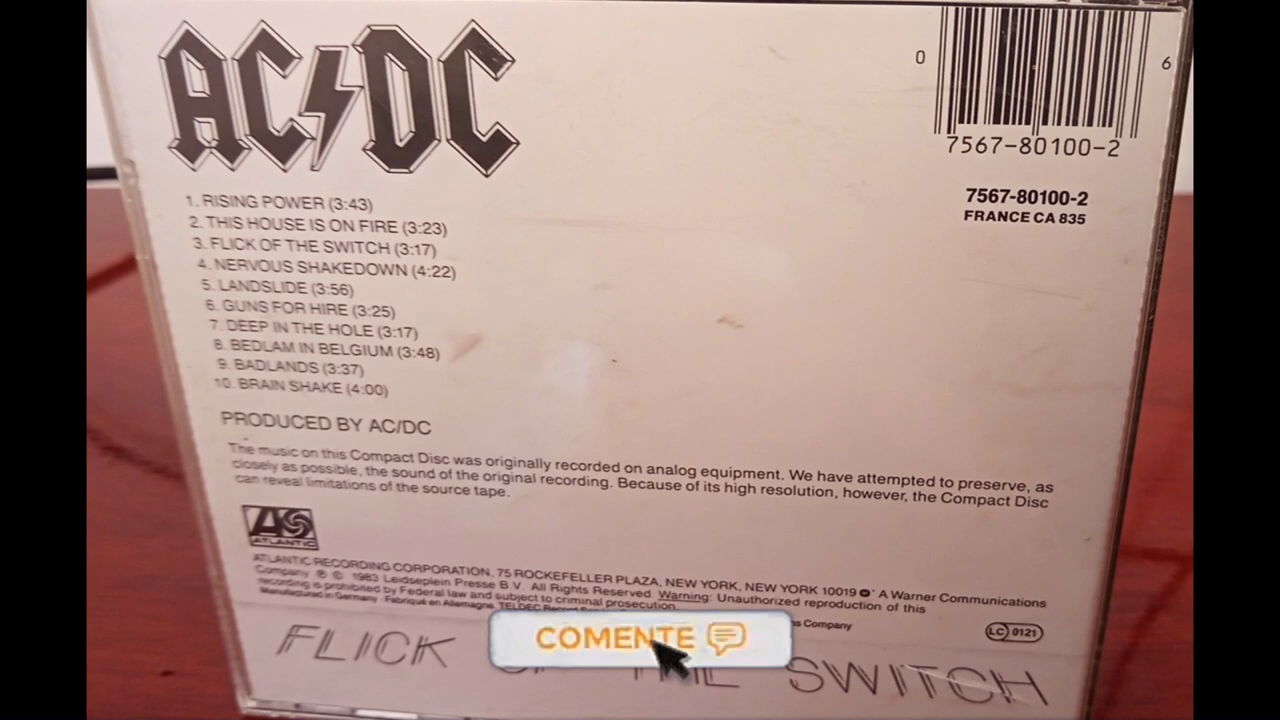 AC DC
0
6
7567-80100-2
7567-80100-2
FRANCE CA 835
1. RISING POWER (3:43)
2. THIS HOUSE IS ON FIRE (3:23)
3. FLICK OF THE SWITCH (3:17)
4. NERVOUS SHAKEDOWN (4:22)
5. LANDSLIDE (3:56)
6. GUNS FOR HIRE (3:25)
7. DEEP IN THE HOLE (3:17)
8. BEDLAM IN BELGIUM (3:48)
9. BADLANDS (3:37)
10. BRAIN SHAKE (4:00)
PRODUCED BY AC/DC
The music on this Compact Disc was originally recorded on analog equipment. We have attempted to preserve, as
closely as possible, the sound of the original recording. Because of its high resolution, however, the Compact Disc
can reveal limitations of the source tape.
ATLANTIC
ATLANTIC RECORDING CORPORATION, 75 ROCKEFELLER PLAZA, NEW YORK, NEW YORK 10019 A Warner Communications
Company ℗ © 1983 Leidseplein Presse B.V. All Rights Reserved. Warning: Unauthorized reproduction of this
recording is prohibited by Federal law and subject to criminal prosecution.
Manufactured in Germany · Fabriqué en Allemagne, TELDEC Company
LC 0121
COMENTE
FLICK SWITCH